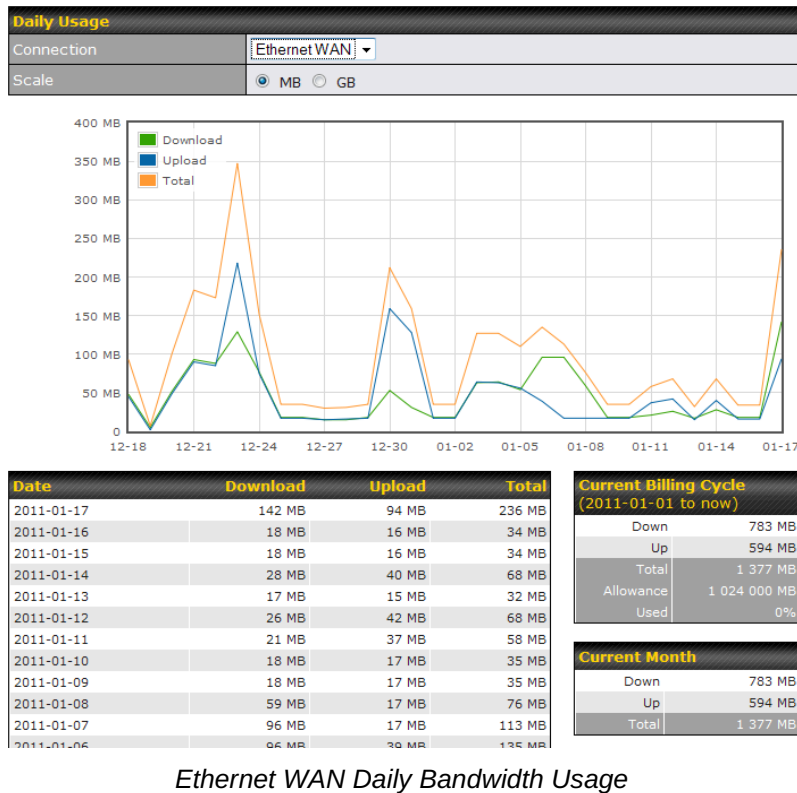 Daily Usage
Connection Ethernet WAN
Scale MB GB
400 MB
350 MB
300 MB
250 MB
200 MB
150 MB
100 MB
50 MB
0
Download
Upload
Total
12-18 12-21 12-24 12-27 12-30 01-02 01-05 01-08 01-11 01-14 01-17
Date Download Upload Total
2011-01-17 142 MB 94 MB 236 MB
2011-01-16 18 MB 16 MB 34 MB
2011-01-15 18 MB 16 MB 34 MB
2011-01-14 28 MB 40 MB 68 MB
2011-01-13 17 MB 15 MB 32 MB
2011-01-12 26 MB 42 MB 68 MB
2011-01-11 21 MB 37 MB 58 MB
2011-01-10 18 MB 17 MB 35 MB
2011-01-09 18 MB 17 MB 35 MB
2011-01-08 59 MB 17 MB 76 MB
2011-01-07 96 MB 17 MB 113 MB
2011-01-06 96 MB 39 MB 135 MB
Current Billing Cycle
(2011-01-01 to now)
Down 783 MB
Up 594 MB
Total 1 377 MB
Allowance 1 024 000 MB
Used 0%
Current Month
Down 783 MB
Up 594 MB
Total 1 377 MB
Ethernet WAN Daily Bandwidth Usage